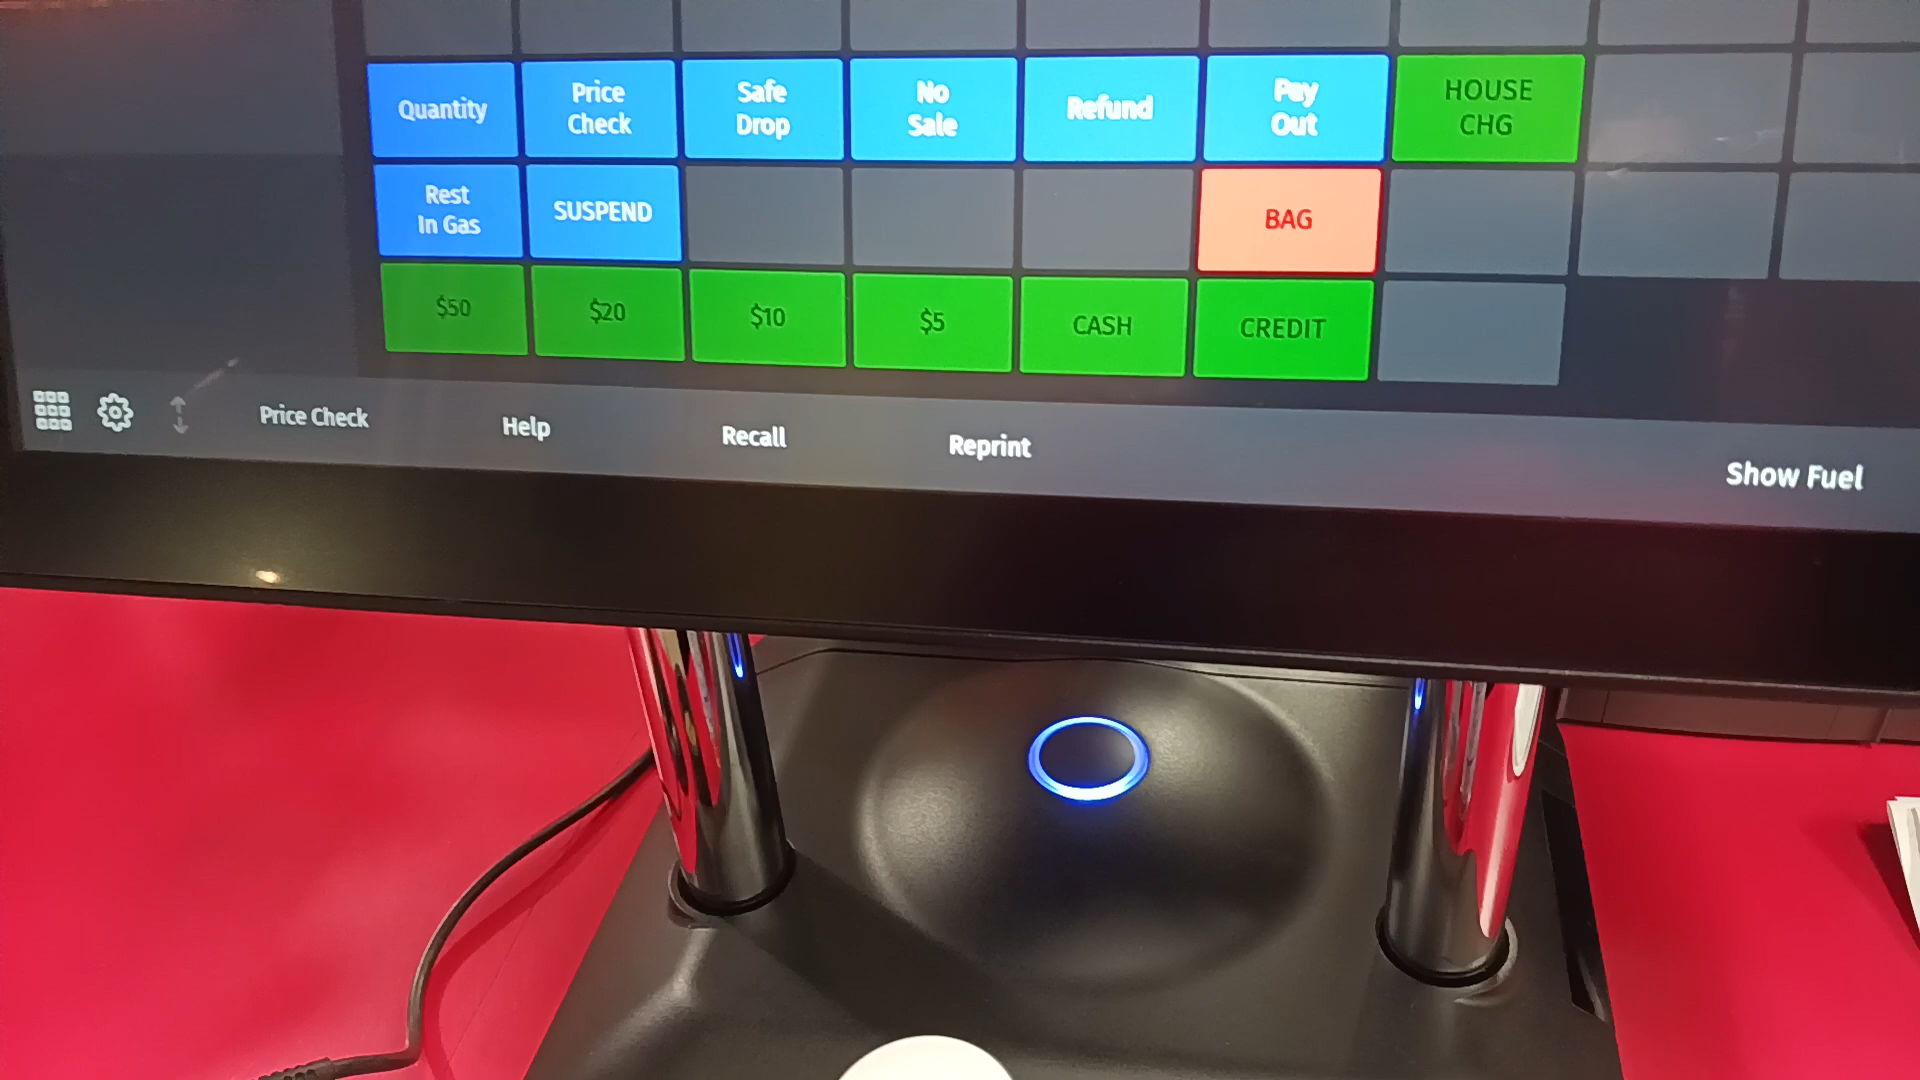 Quantity
Price
Check
Safe
Drop
No
Sale
Refund
Pay
Out
HOUSE
CHG
Rest
In Gas
SUSPEND
BAG
$50
$20
$10
$5
CASH
CREDIT
Price Check
Help
Recall
Reprint
Show Fuel